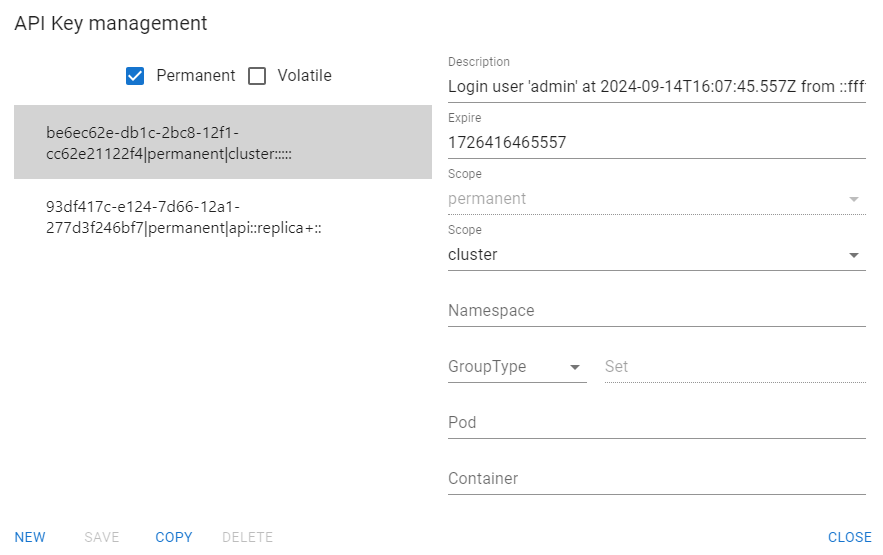 API Key management
Permanent
Volatile
be6ec62e-db1c-2bc8-12f1-
cc62e21122f4|permanent|cluster:::::
93df417c-e124-7d66-12a1-
277d3f246bf7|permanent|api::replica+::
Description
Login user 'admin' at 2024-09-14T16:07:45.557Z from ::fff
Expire
1726416465557
Scope
permanent
Scope
cluster
Namespace
GroupType
Set
Pod
Container
NEW
SAVE
COPY
DELETE
CLOSE